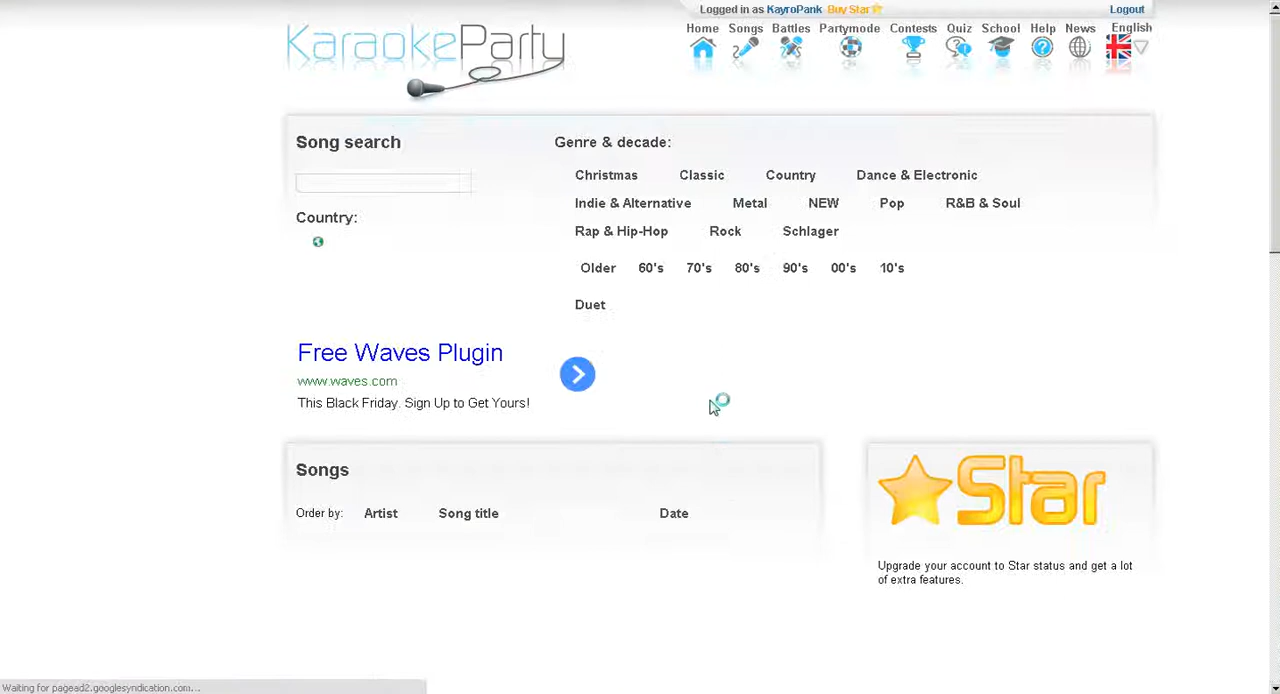 Logged in as KayroPank Buy Star Logout
KaraokeParty
Home Songs Battles Partymode Contests Quiz School Help News English
Song search
Country:
Genre & decade:
Christmas Classic Country Dance & Electronic
Indie & Alternative Metal NEW Pop R&B & Soul
Rap & Hip-Hop Rock Schlager
Older 60's 70's 80's 90's 00's 10's
Duet
Free Waves Plugin
www.waves.com
This Black Friday. Sign Up to Get Yours!
Songs
Order by: Artist Song title Date
Star
Upgrade your account to Star status and get a lot
of extra features.
Waiting for pagead2.googlesyndication.com...